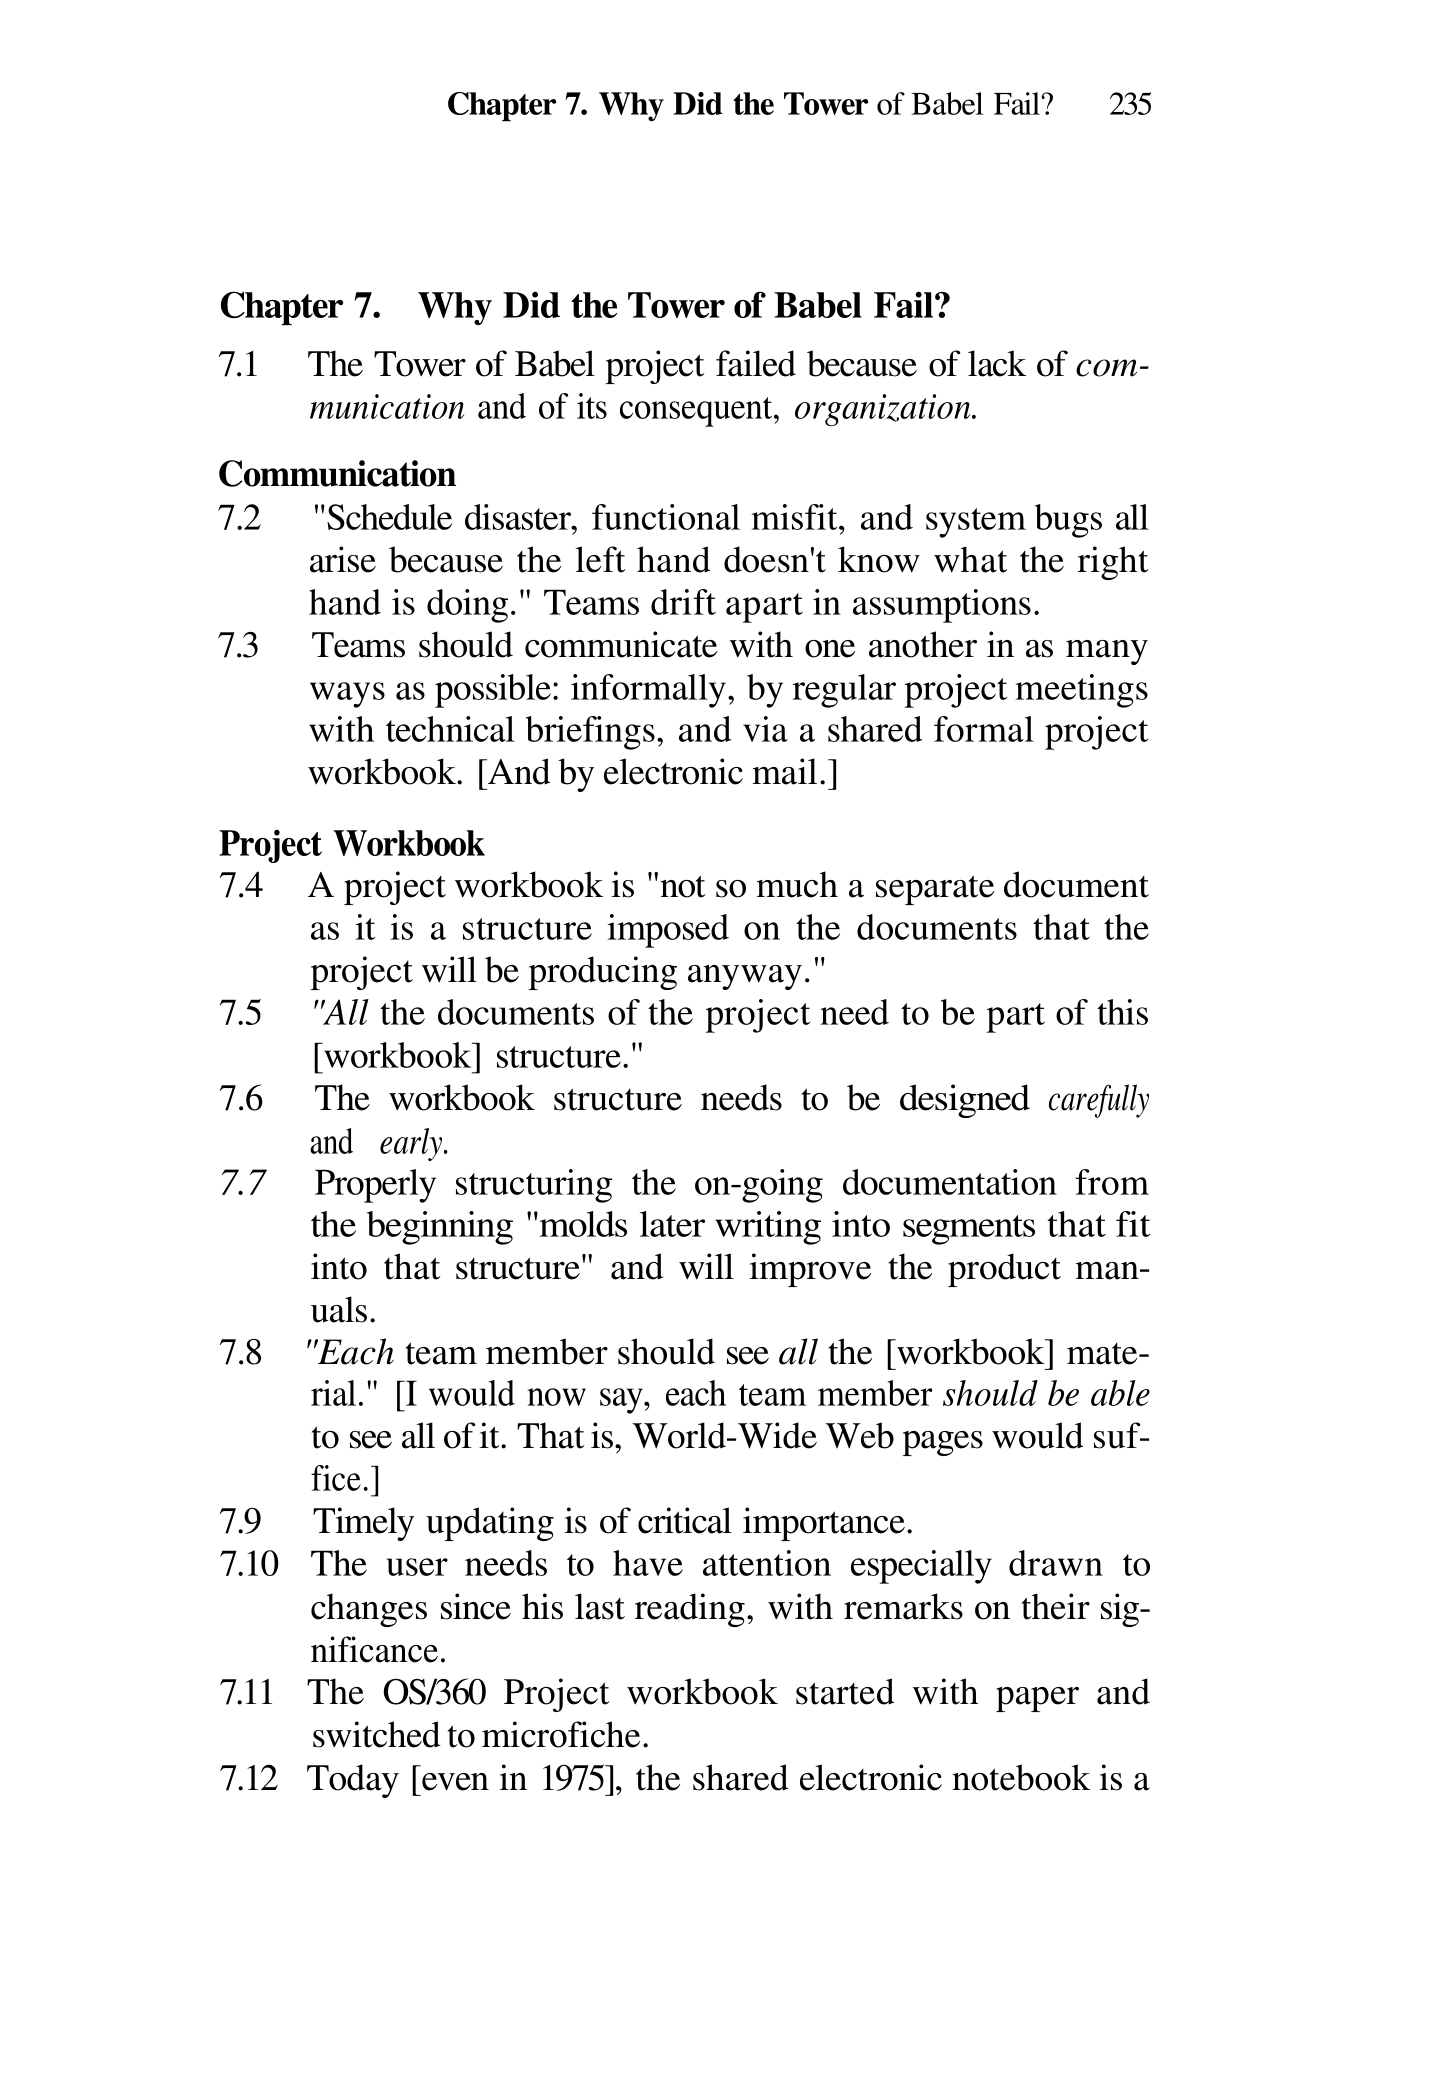 Chapter 7. Why Did the Tower of Babel Fail? 235
Chapter 7. Why Did the Tower of Babel Fail?
7.1 The Tower of Babel project failed because of lack of com-
munication and of its consequent, organization.
Communication
7.2 "Schedule disaster, functional misfit, and system bugs all
arise because the left hand doesn't know what the right
hand is doing." Teams drift apart in assumptions.
7.3 Teams should communicate with one another in as many
ways as possible: informally, by regular project meetings
with technical briefings, and via a shared formal project
workbook. [And by electronic mail.]
Project Workbook
7.4 A project workbook is "not so much a separate document
as it is a structure imposed on the documents that the
project will be producing anyway."
7.5 "All the documents of the project need to be part of this
[workbook] structure."
7.6 The workbook structure needs to be designed carefully
and early.
7.7 Properly structuring the on-going documentation from
the beginning "molds later writing into segments that fit
into that structure" and will improve the product man-
uals.
7.8 "Each team member should see all the [workbook] mate-
rial." [I would now say, each team member should be able
to see all of it. That is, World-Wide Web pages would suf-
fice.]
7.9 Timely updating is of critical importance.
7.10 The user needs to have attention especially drawn to
changes since his last reading, with remarks on their sig-
nificance.
7.11 The OS/360 Project workbook started with paper and
switched to microfiche.
7.12 Today [even in 1975], the shared electronic notebook is a